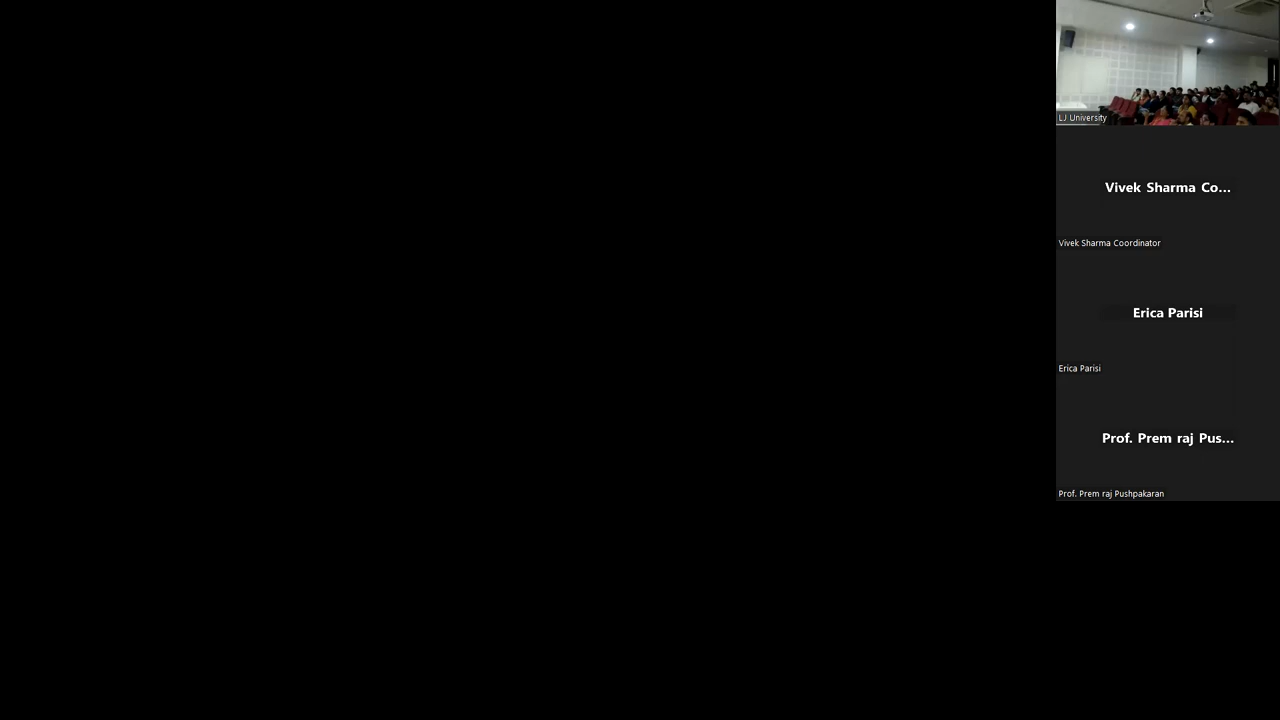 LJ University
Vivek Sharma Co...
Vivek Sharma Coordinator
Erica Parisi
Erica Parisi
Prof. Prem raj Pus...
Prof. Prem raj Pushpakaran